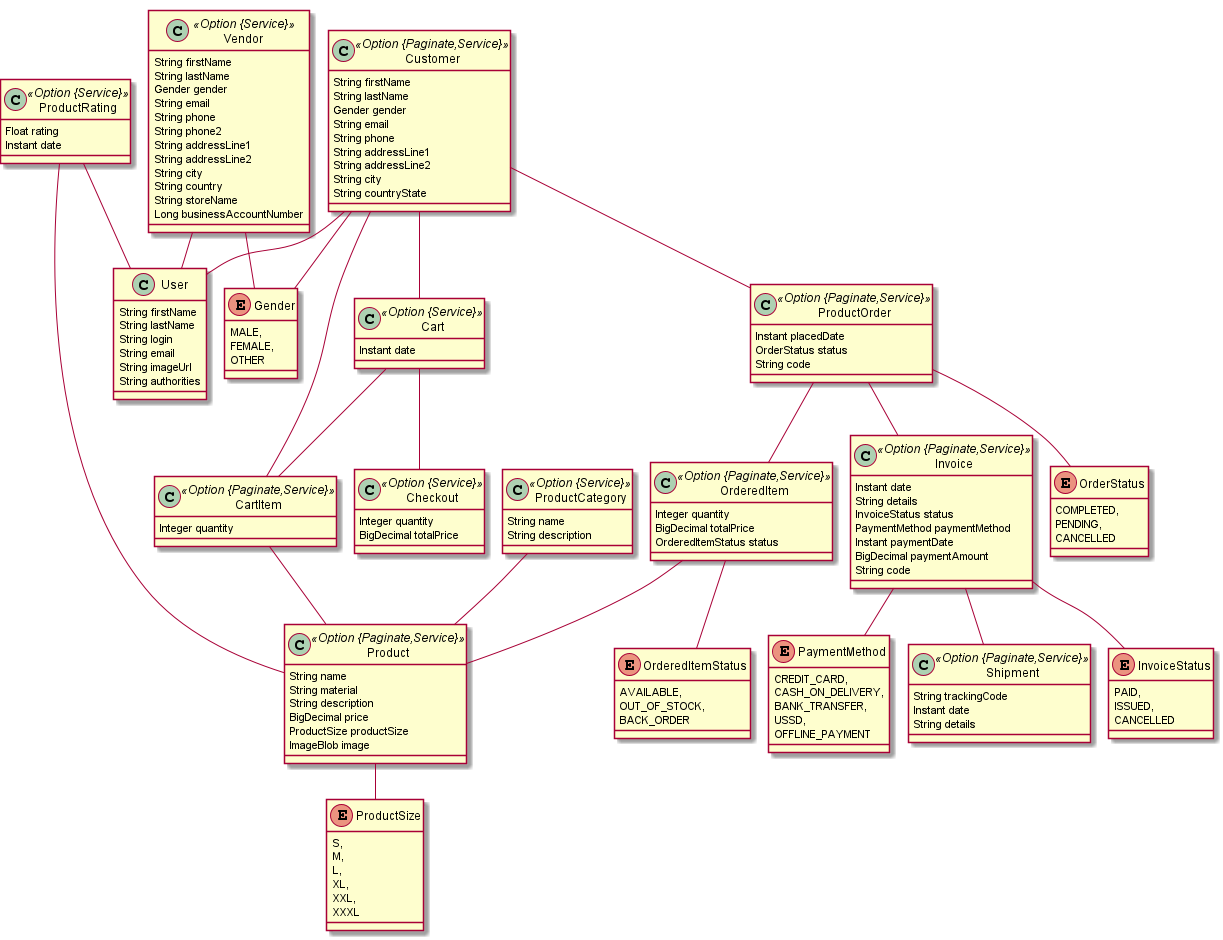 C «Option {Service}»
Vendor
String firstName
String lastName
Gender gender
String email
String phone
String phone2
String addressLine1
String addressLine2
String city
String country
String storeName
Long businessAccountNumber
C «Option {Paginate,Service}»
Customer
String firstName
String lastName
Gender gender
String email
String phone
String addressLine1
String addressLine2
String city
String countryState
C «Option {Service}»
ProductRating
Float rating
Instant date
C User
String firstName
String lastName
String login
String email
String imageUrl
String authorities
E Gender
MALE,
FEMALE,
OTHER
C «Option {Service}»
Cart
Instant date
C «Option {Paginate,Service}»
ProductOrder
Instant placedDate
OrderStatus status
String code
C «Option {Paginate,Service}»
CartItem
Integer quantity
C «Option {Service}»
Checkout
Integer quantity
BigDecimal totalPrice
C «Option {Service}»
ProductCategory
String name
String description
C «Option {Paginate,Service}»
OrderedItem
Integer quantity
BigDecimal totalPrice
OrderedItemStatus status
C «Option {Paginate,Service}»
Invoice
Instant date
String details
InvoiceStatus status
PaymentMethod paymentMethod
Instant paymentDate
BigDecimal paymentAmount
String code
E OrderStatus
COMPLETED,
PENDING,
CANCELLED
C «Option {Paginate,Service}»
Product
String name
String material
String description
BigDecimal price
ProductSize productSize
ImageBlob image
E OrderedItemStatus
AVAILABLE,
OUT_OF_STOCK,
BACK_ORDER
E PaymentMethod
CREDIT_CARD,
CASH_ON_DELIVERY,
BANK_TRANSFER,
USSD,
OFFLINE_PAYMENT
C «Option {Paginate,Service}»
Shipment
String trackingCode
Instant date
String details
E InvoiceStatus
PAID,
ISSUED,
CANCELLED
E ProductSize
S,
M,
L,
XL,
XXL,
XXXL